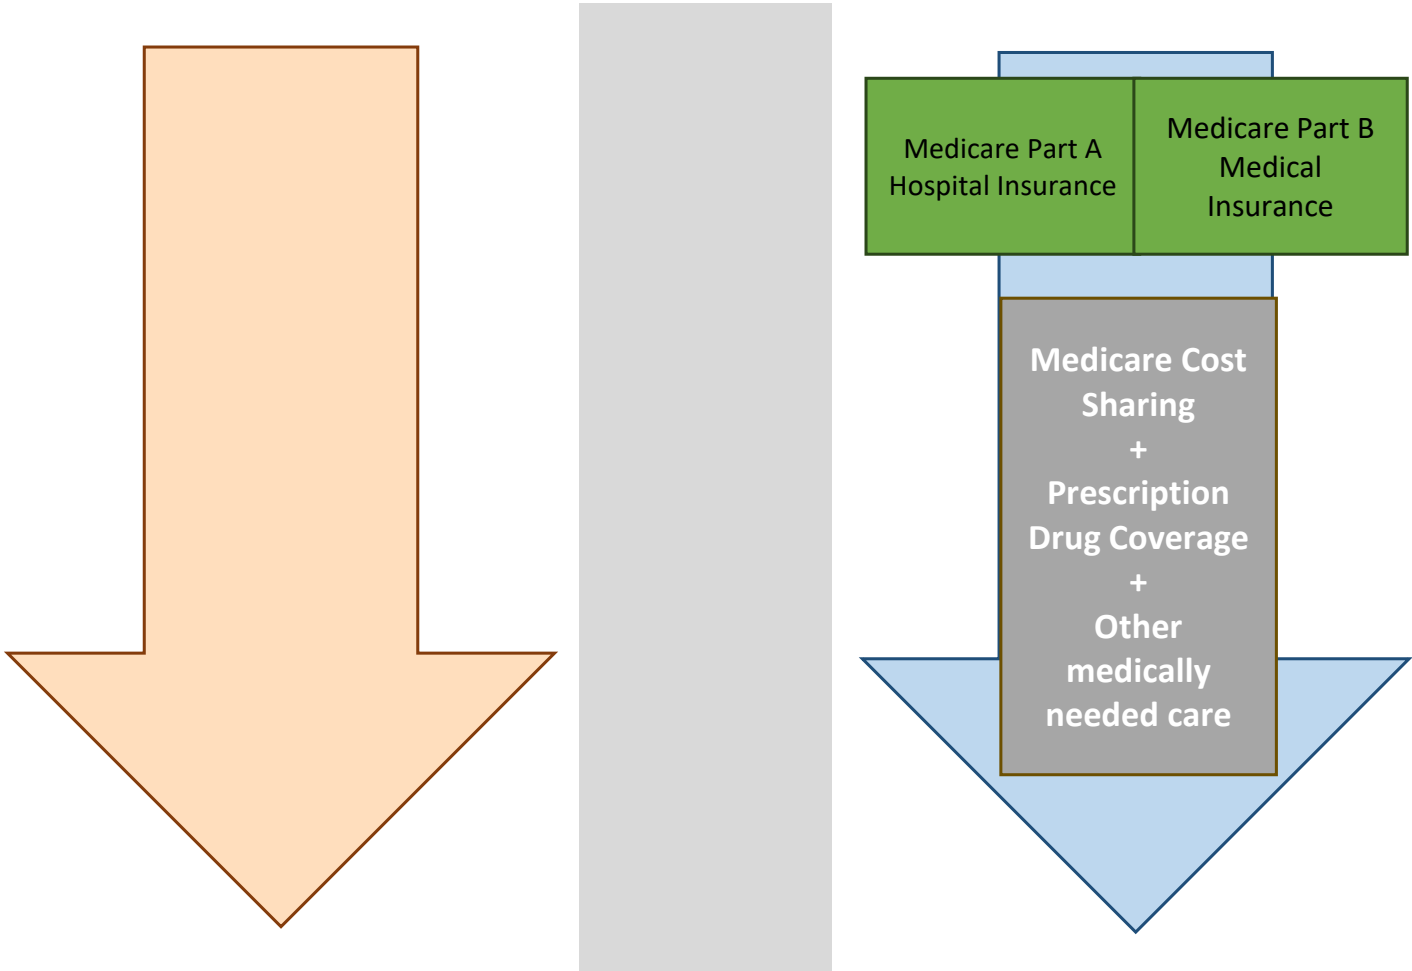 Medicare Part A
Hospital Insurance
Medicare Part B
Medical
Insurance
Medicare Cost
Sharing
+
Prescription
Drug Coverage
+
Other
medically
needed care